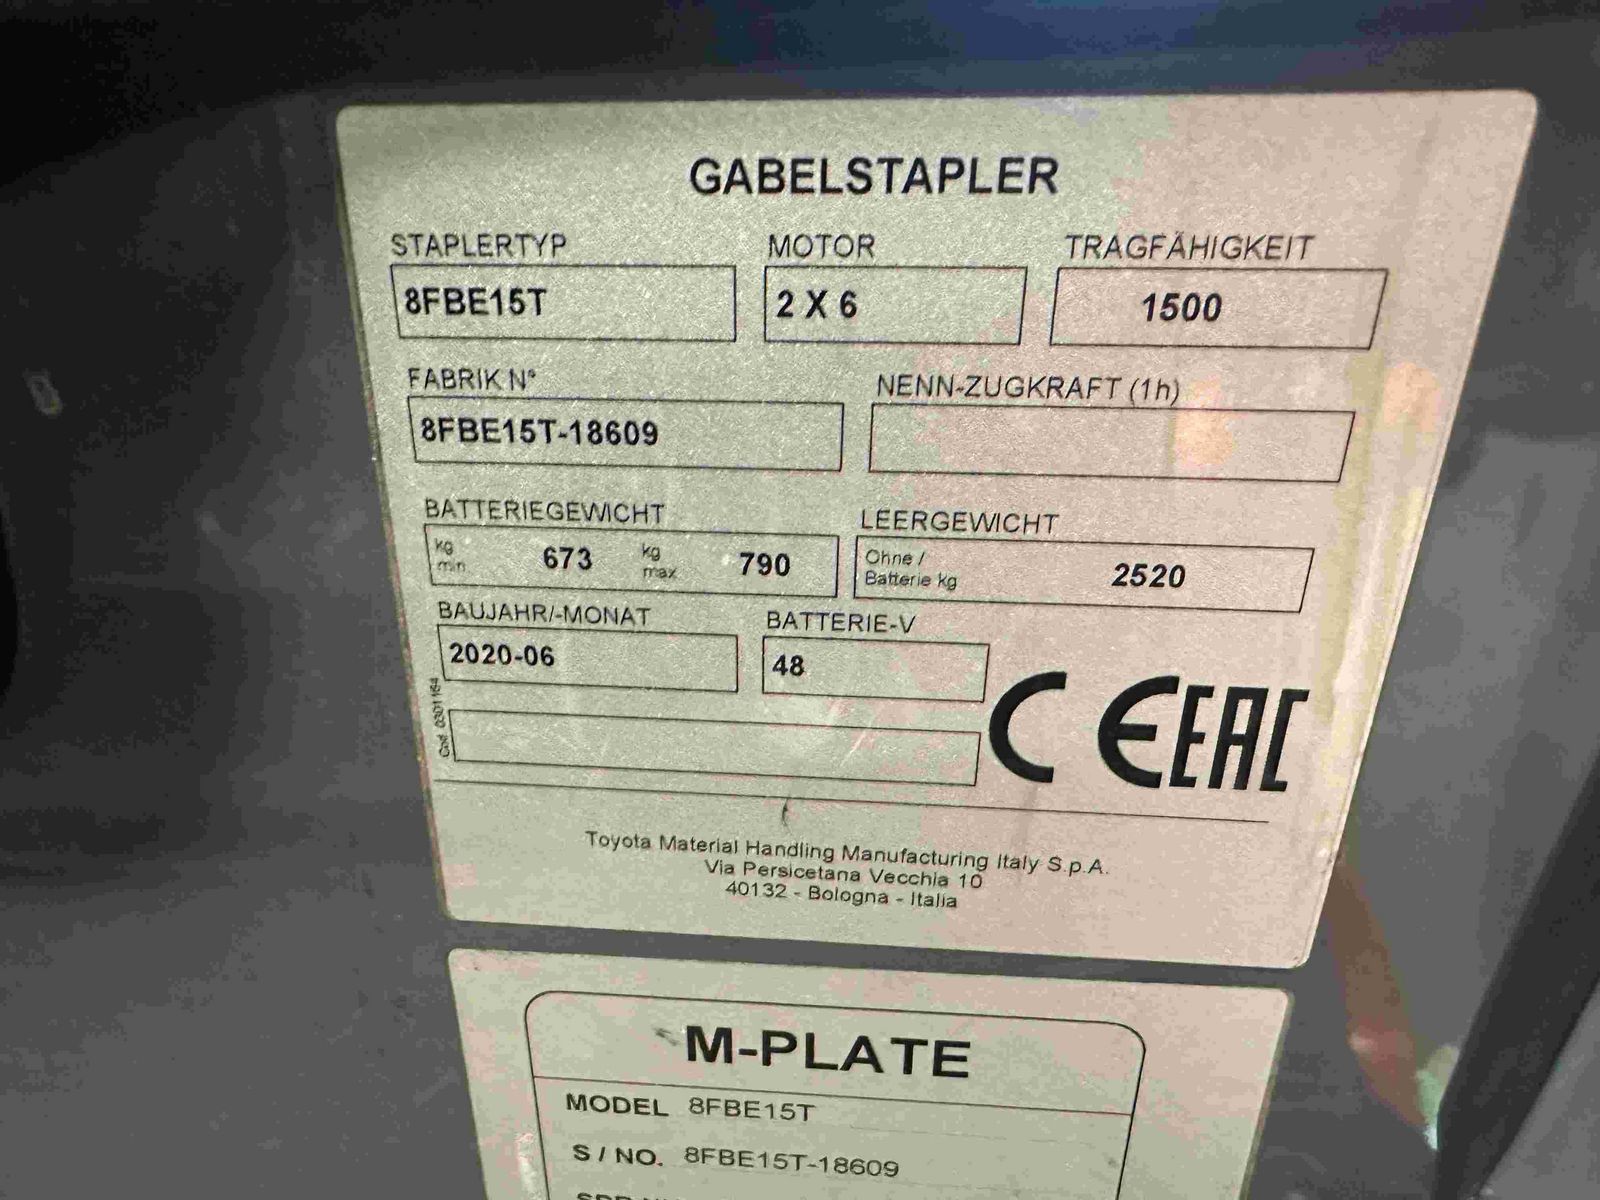 GABELSTAPLER
STAPLERTYP MOTOR TRAGFÄHIGKEIT
8FBE15T 2 X 6 1500
FABRIK N° NENN-ZUGKRAFT (1h)
8FBE15T-18609
BATTERIEGEWICHT LEERGEWICHT
kg min 673 kg max 790 Ohne / Batterie kg 2520
BAUJAHR/-MONAT BATTERIE-V
2020-06 48
Cod. 0301164
CE EAC
Toyota Material Handling Manufacturing Italy S.p.A.
Via Persicetana Vecchia 10
40132 - Bologna - Italia
M-PLATE
MODEL 8FBE15T
S / NO. 8FBE15T-18609